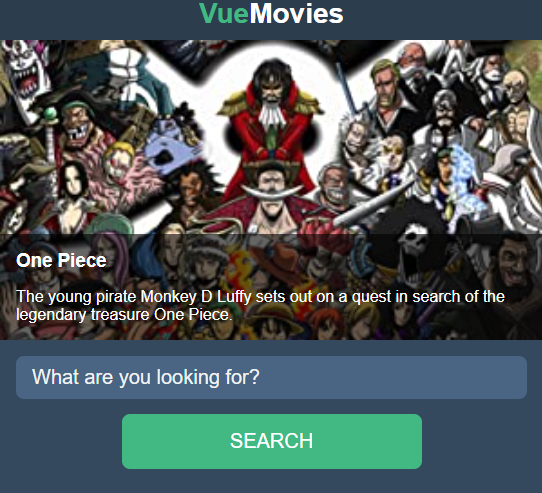 VueMovies
One Piece
The young pirate Monkey D Luffy sets out on a quest in search of the
legendary treasure One Piece.
What are you looking for?
SEARCH